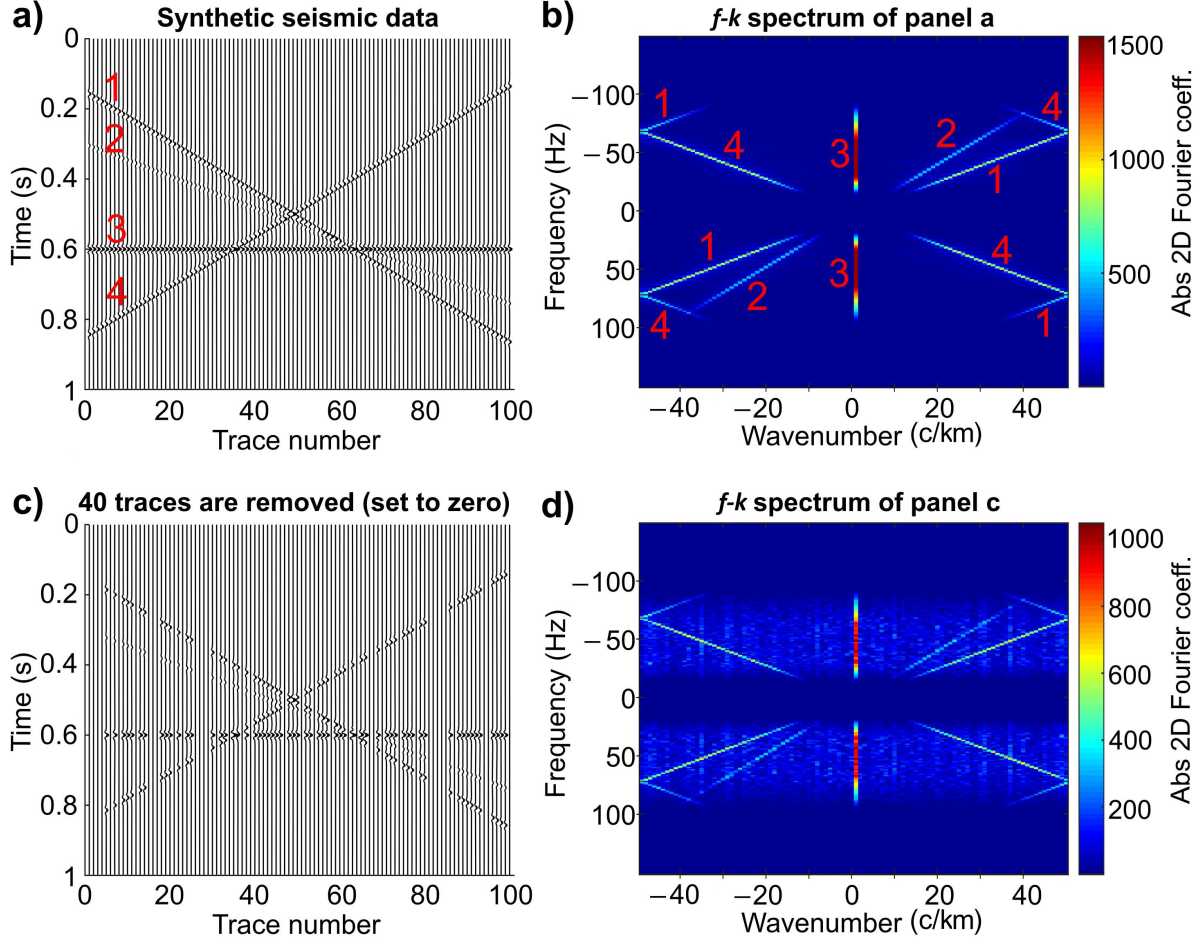 a) Synthetic seismic data
0
0.2
0.4
0.6
0.8
1
Time (s)
1
2
3
4
0 20 40 60 80 100
Trace number
b) f-k spectrum of panel a
−100
−50
0
50
100
Frequency (Hz)
1 4 3 2 1 4
1 2 4 3 4 1
−40 −20 0 20 40
Wavenumber (c/km)
1500
1000
500
Abs 2D Fourier coeff.
c) 40 traces are removed (set to zero)
0
0.2
0.4
0.6
0.8
1
Time (s)
0 20 40 60 80 100
Trace number
d) f-k spectrum of panel c
−100
−50
0
50
100
Frequency (Hz)
−40 −20 0 20 40
Wavenumber (c/km)
1000
800
600
400
200
Abs 2D Fourier coeff.